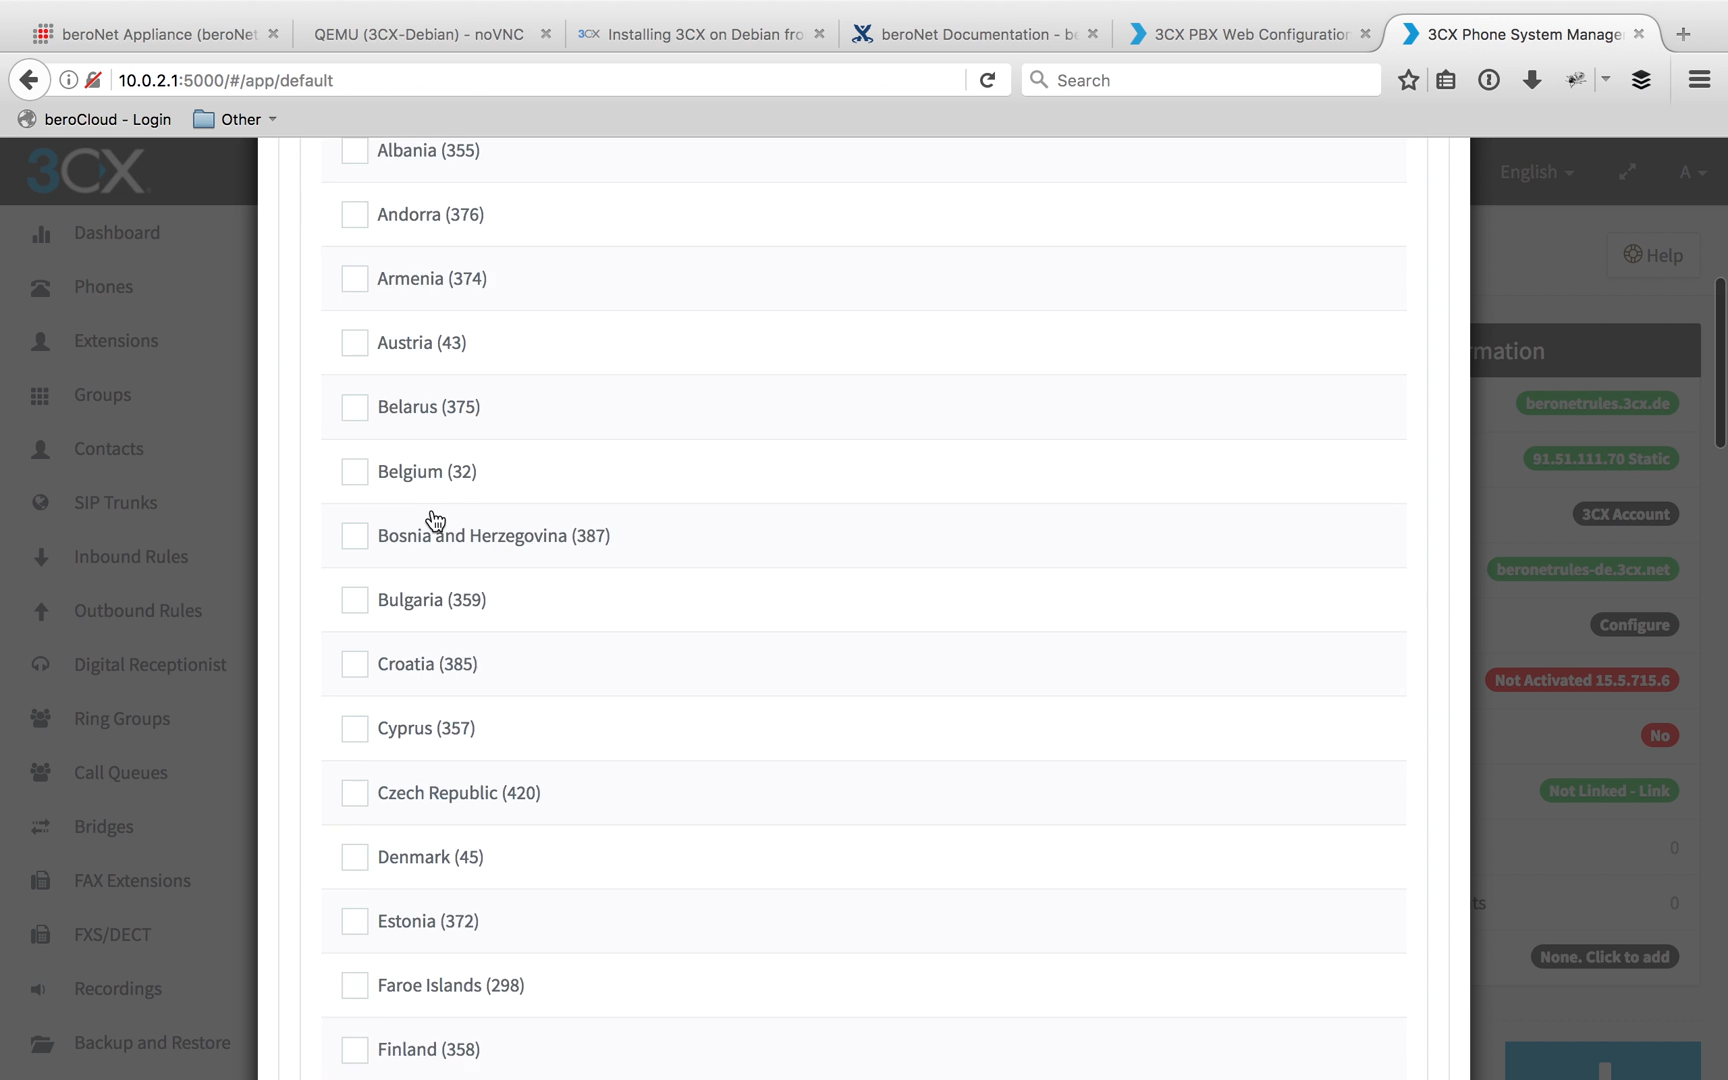 beroNet Appliance (beroNet
QEMU (3CX-Debian) - noVNC
3CX Installing 3CX on Debian fro
beroNet Documentation - be
3CX PBX Web Configuration
3CX Phone System Manage
10.0.2.1:5000/#/app/default
Search
beroCloud - Login
Other
3CX
English
A
Help
Dashboard
Phones
Extensions
Groups
Contacts
SIP Trunks
Inbound Rules
Outbound Rules
Digital Receptionist
Ring Groups
Call Queues
Bridges
FAX Extensions
FXS/DECT
Recordings
Backup and Restore
Albania (355)
Andorra (376)
Armenia (374)
Austria (43)
Belarus (375)
Belgium (32)
Bosnia and Herzegovina (387)
Bulgaria (359)
Croatia (385)
Cyprus (357)
Czech Republic (420)
Denmark (45)
Estonia (372)
Faroe Islands (298)
Finland (358)
rmation
beronetrules.3cx.de
91.51.111.70 Static
3CX Account
beronetrules-de.3cx.net
Configure
Not Activated 15.5.715.6
No
Not Linked - Link
0
ts 0
None. Click to add